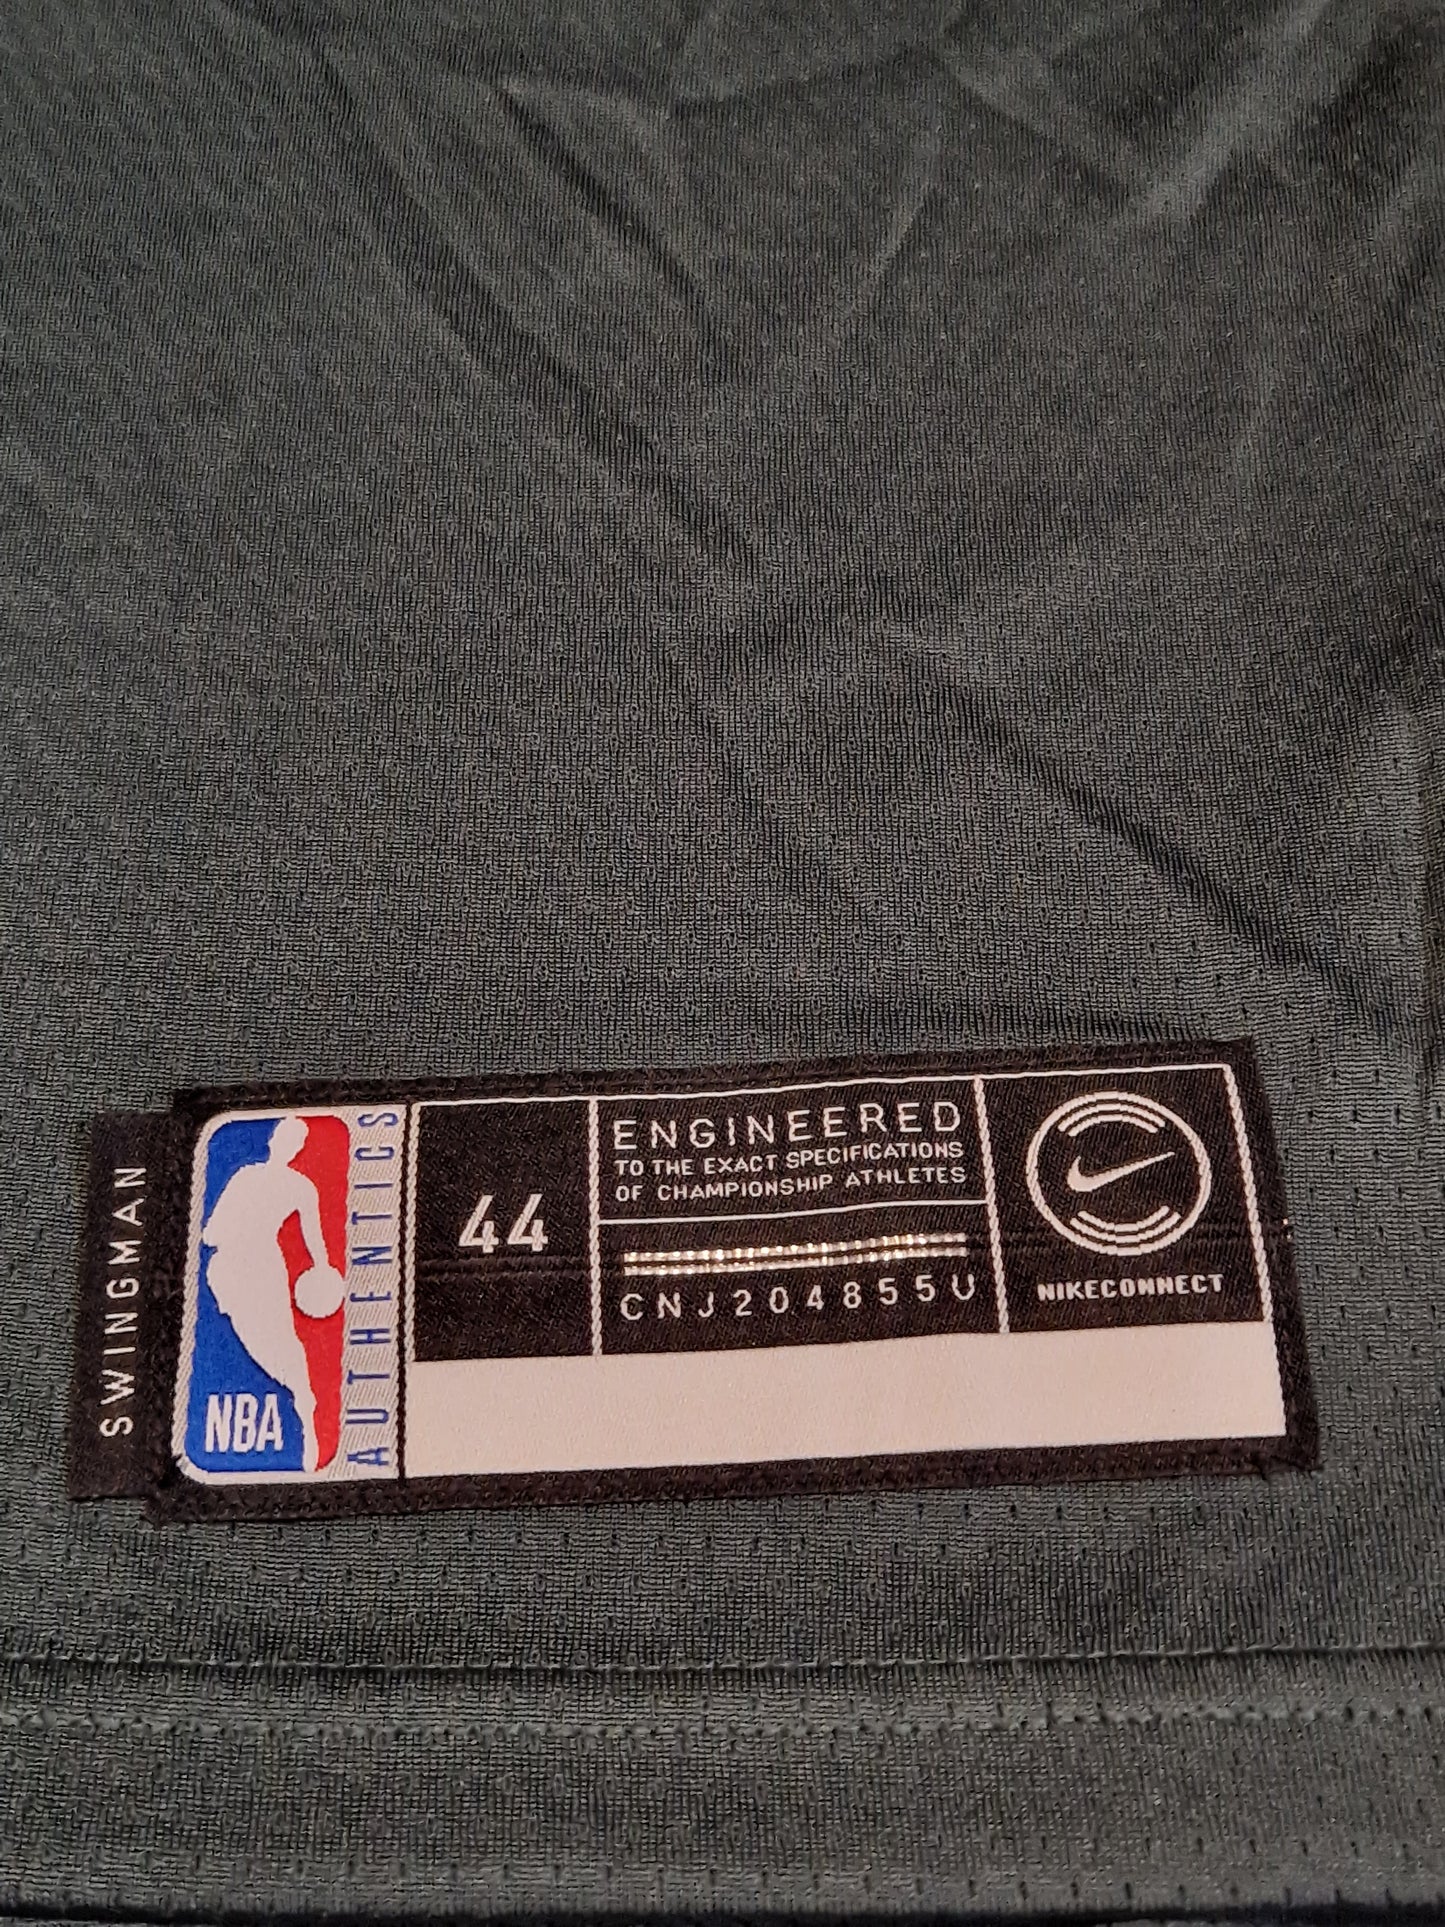 SWINGMAN
NBA
AUTHENTICS
44
ENGINEERED
TO THE EXACT SPECIFICATIONS
OF CHAMPIONSHIP ATHLETES
CNJ204855U
NIKECONNECT